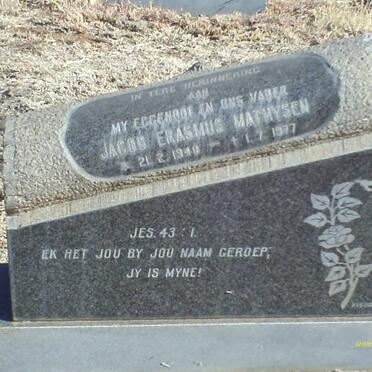 IN TERE HERINNERING
AAN
MY EGGENOOT EN ONS VADER
JACOB ERASMUS MATHYSEN
* 21.2.1940 - 1.7.1977
JES. 43 : 1.
EK HET JOU BY JOU NAAM GEROEP;
JY IS MYNE!